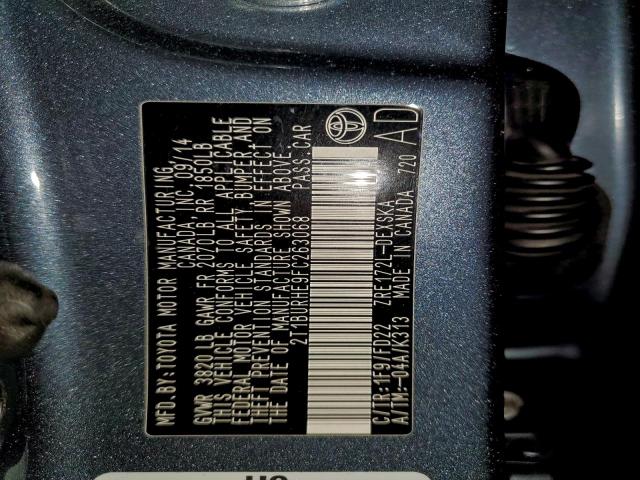 MFD.BY:TOYOTA MOTOR MANUFACTURING
CANADA, INC. 09/14
GVWR 3820 LB GAWR FR 2070LB RR 1850LB
THIS VEHICLE CONFORMS TO ALL APPLICABLE
FEDERAL MOTOR VEHICLE SAFETY, BUMPER AND
THEFT PREVENTION STANDARDS IN EFFECT ON
THE DATE OF MANUFACTURE SHOWN ABOVE.
2T1BURHE9FC263068 PASS.CAR
C/TR:1F9/FD22 ZRE172L-DEXSKA
A/TM:-04A/K313 MADE IN CANADA 720
AD